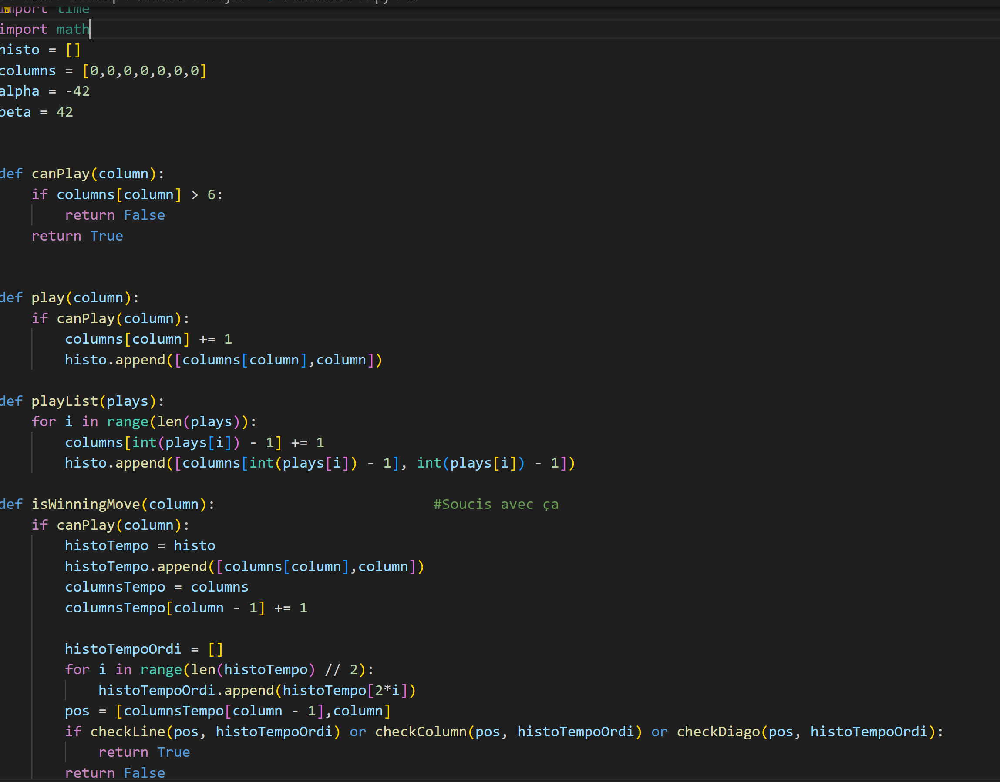 import time
import math
histo = []
columns = [0,0,0,0,0,0,0]
alpha = -42
beta = 42
def canPlay(column):
    if columns[column] > 6:
        return False
    return True
def play(column):
    if canPlay(column):
        columns[column] += 1
        histo.append([columns[column],column])
def playList(plays):
    for i in range(len(plays)):
        columns[int(plays[i]) - 1] += 1
        histo.append([columns[int(plays[i]) - 1], int(plays[i]) - 1])
def isWinningMove(column): #Soucis avec ça
    if canPlay(column):
        histoTempo = histo
        histoTempo.append([columns[column],column])
        columnsTempo = columns
        columnsTempo[column - 1] += 1
        histoTempoOrdi = []
        for i in range(len(histoTempo) // 2):
            histoTempoOrdi.append(histoTempo[2*i])
        pos = [columnsTempo[column - 1],column]
        if checkLine(pos, histoTempoOrdi) or checkColumn(pos, histoTempoOrdi) or checkDiago(pos, histoTempoOrdi):
            return True
        return False